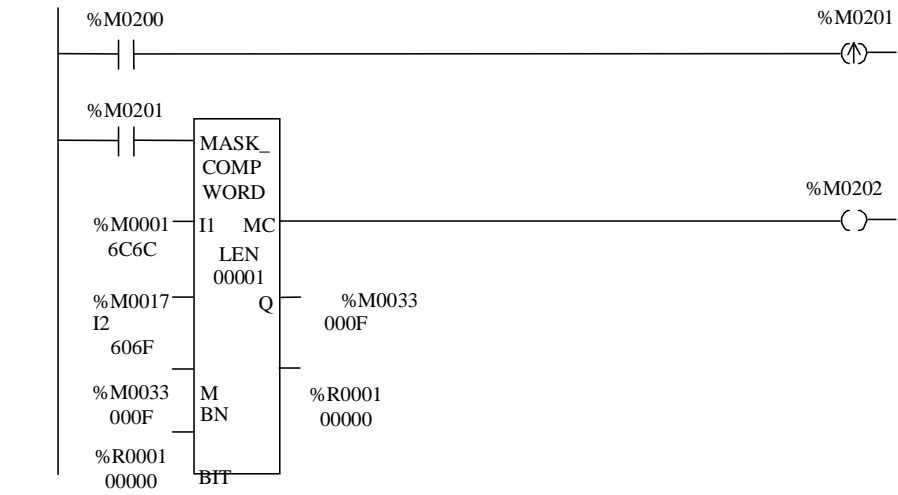 %M0200
%M0201
%M0201
MASK_
COMP
WORD
%M0202
%M0001
I1 MC
6C6C
LEN
00001
%M0017
Q
%M0033
I2
000F
606F
%M0033
M
%R0001
000F
BN
00000
%R0001
00000
BIT